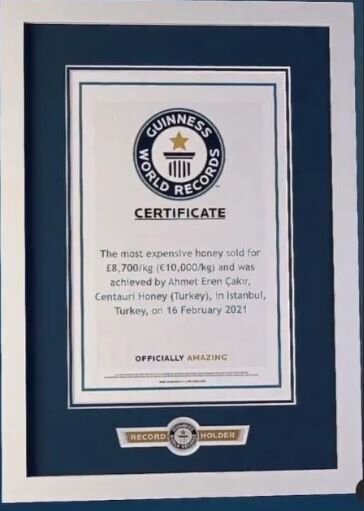 GUINNESS
WORLD RECORDS
CERTIFICATE
The most expensive honey sold for
£8,700/kg (€10,000/kg) and was
achieved by Ahmet Eren Çakır,
Centauri Honey (Turkey), in Istanbul,
Turkey, on 16 February 2021
OFFICIALLY AMAZING
RECORD HOLDER